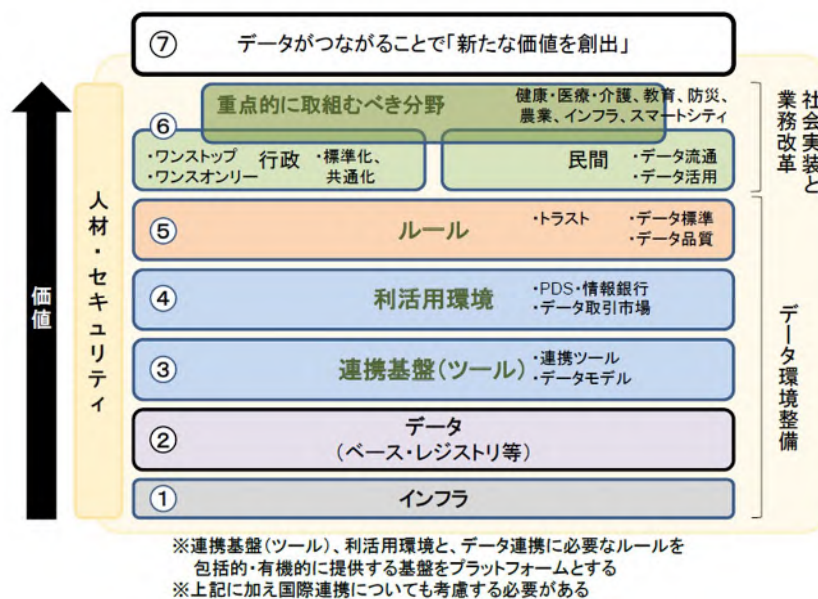 ⑦ データがつながることで「新たな価値を創出」
重点的に取組むべき分野
健康・医療・介護、教育、防災、
農業、インフラ、スマートシティ
⑥
・ワンストップ
・ワンスオンリー
行政
・標準化、
共通化
民間
・データ流通
・データ活用
⑤ ルール
・トラスト
・データ標準
・データ品質
④ 利活用環境
・PDS・情報銀行
・データ取引市場
③ 連携基盤(ツール)
・連携ツール
・データモデル
② データ
(ベース・レジストリ等)
① インフラ
価値
人材・セキュリティ
社会実装と
業務改革
データ環境整備
※連携基盤(ツール)、利活用環境と、データ連携に必要なルールを
包括的・有機的に提供する基盤をプラットフォームとする
※上記に加え国際連携についても考慮する必要がある